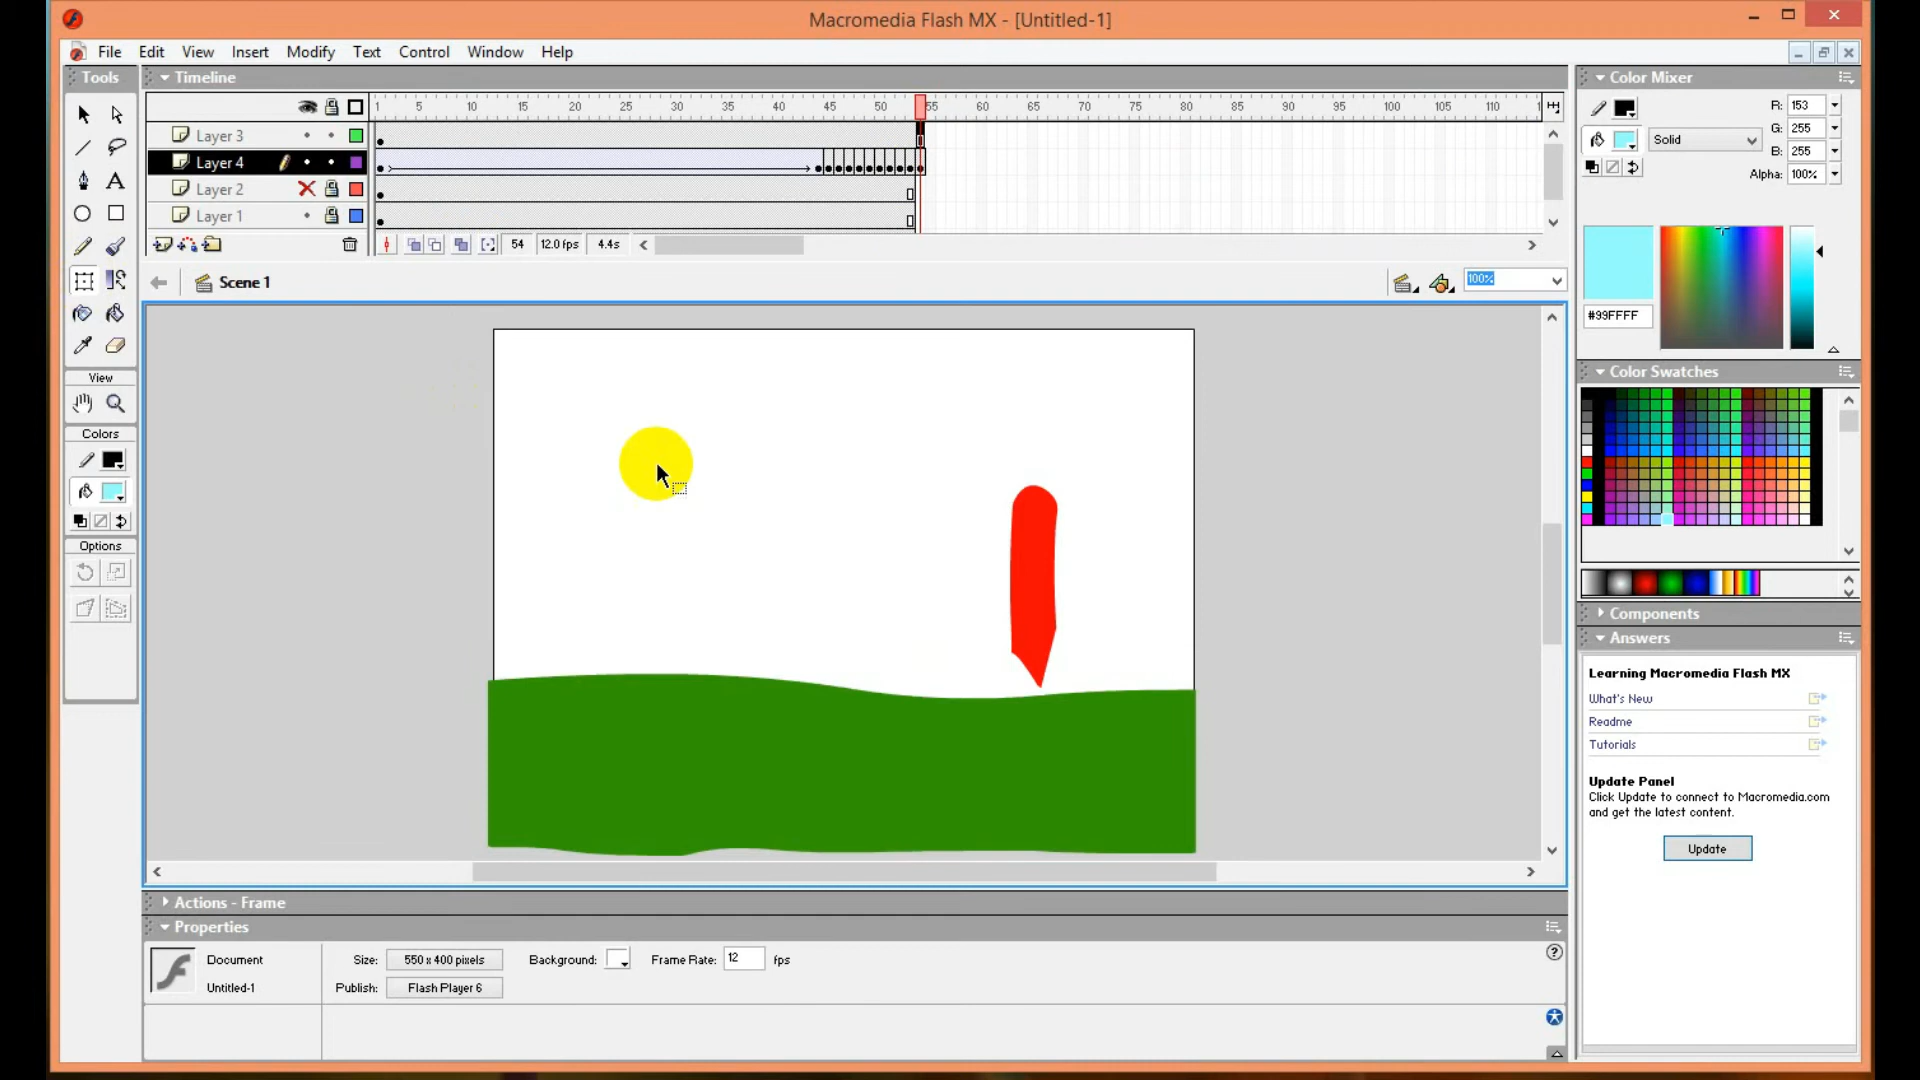 Macromedia Flash MX - [Untitled-1]
File Edit View Insert Modify Text Control Window Help
Tools
Timeline
1 5 10 15 20 25 30 35 40 45 50 55 60 65 70 75 80 85 90 95 100 105 110 1
Layer 3
Layer 4
Layer 2
Layer 1
54 12.0 fps 4.4s
Scene 1
100%
View
Colors
Options
Color Mixer
R: 153
G: 255
B: 255
Solid
Alpha: 100%
#99FFFF
Color Swatches
Components
Answers
Learning Macromedia Flash MX
What's New
Readme
Tutorials
Update Panel
Click Update to connect to Macromedia.com
and get the latest content.
Update
Actions - Frame
Properties
Document
Untitled-1
Size: 550 x 400 pixels Background: Frame Rate: 12 fps
Publish: Flash Player 6